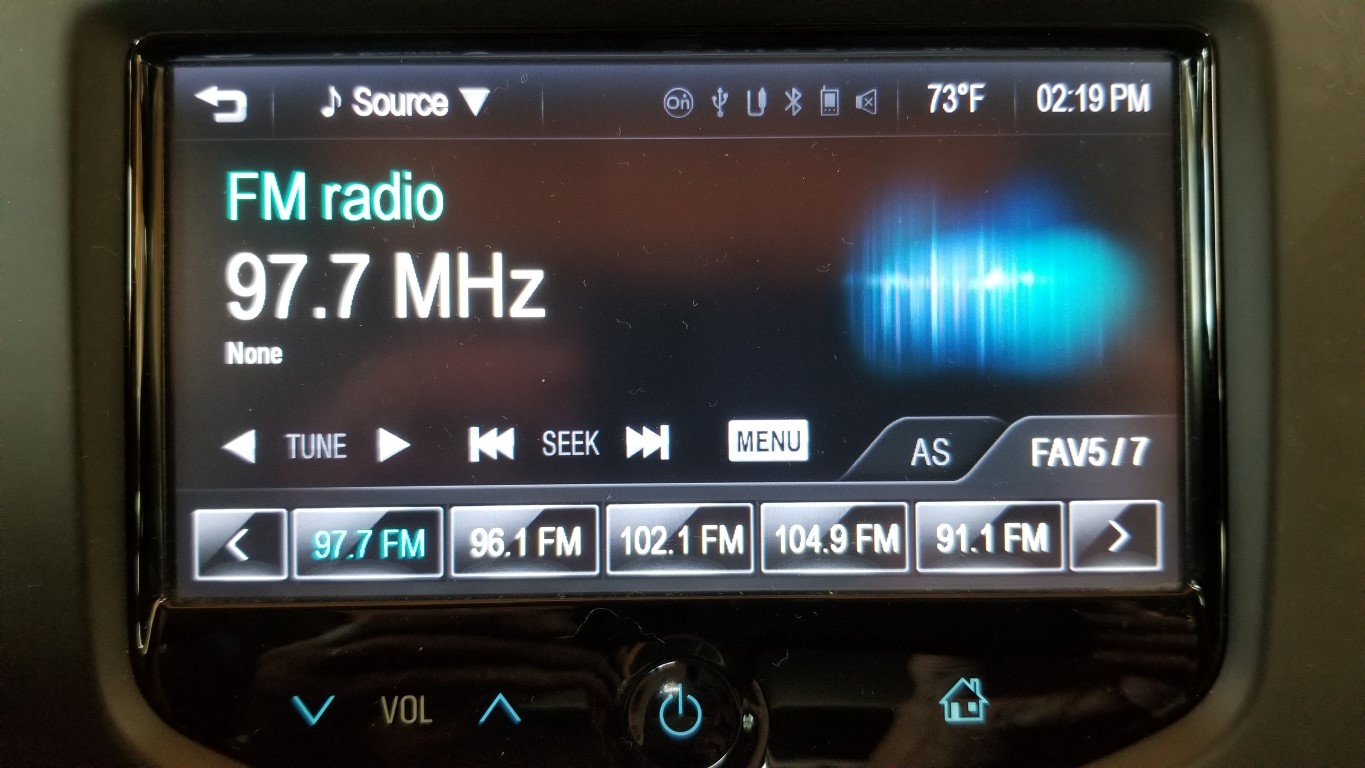 Source
On 73°F 02:19 PM
FM radio
97.7 MHz
None
TUNE SEEK MENU AS FAV5 / 7
97.7 FM 96.1 FM 102.1 FM 104.9 FM 91.1 FM
VOL